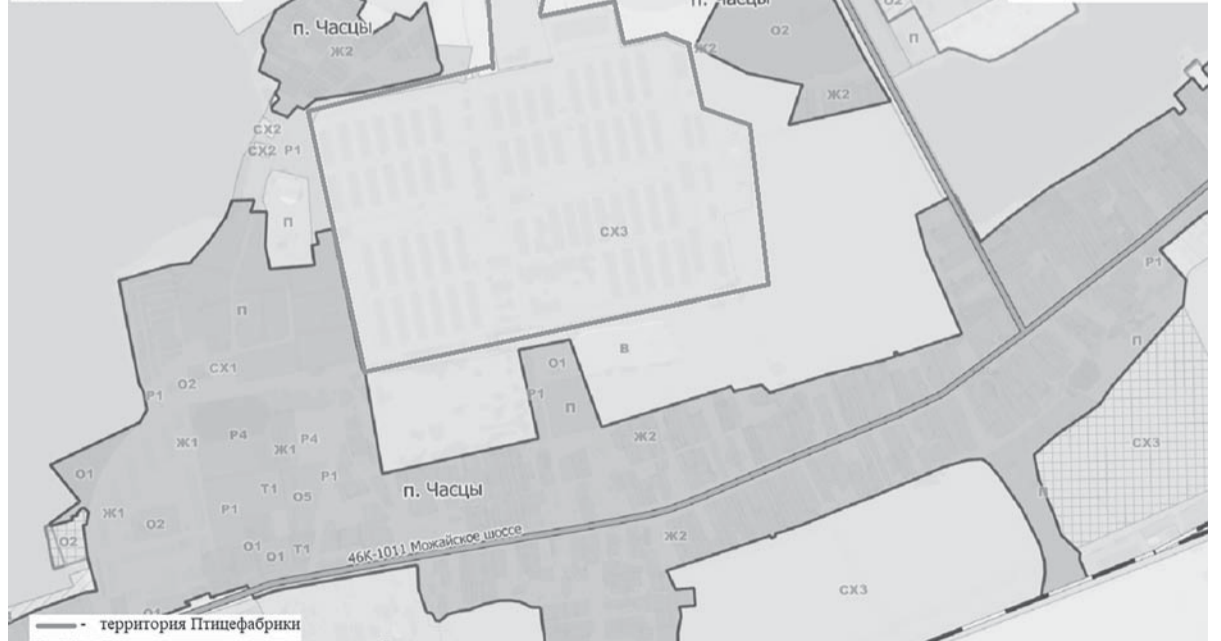 п. Часцы
п. Часцы
Ж2
Ж2
О2
О2
П
Ж2
СХ2
СХ2
Р1
П
СХ3
Р1
П
СХ1
О2
Р1
В
О1
Р1
П
П
Ж1
Р4
Ж1
Р4
Ж2
СХ3
О1
Р1
Т1
О5
п. Часцы
П
Р1
Ж1
О2
О2
46К-1011 Можайское шоссе
Ж2
О1
О1
Т1
СХ3
О1
- территория Птицефабрики